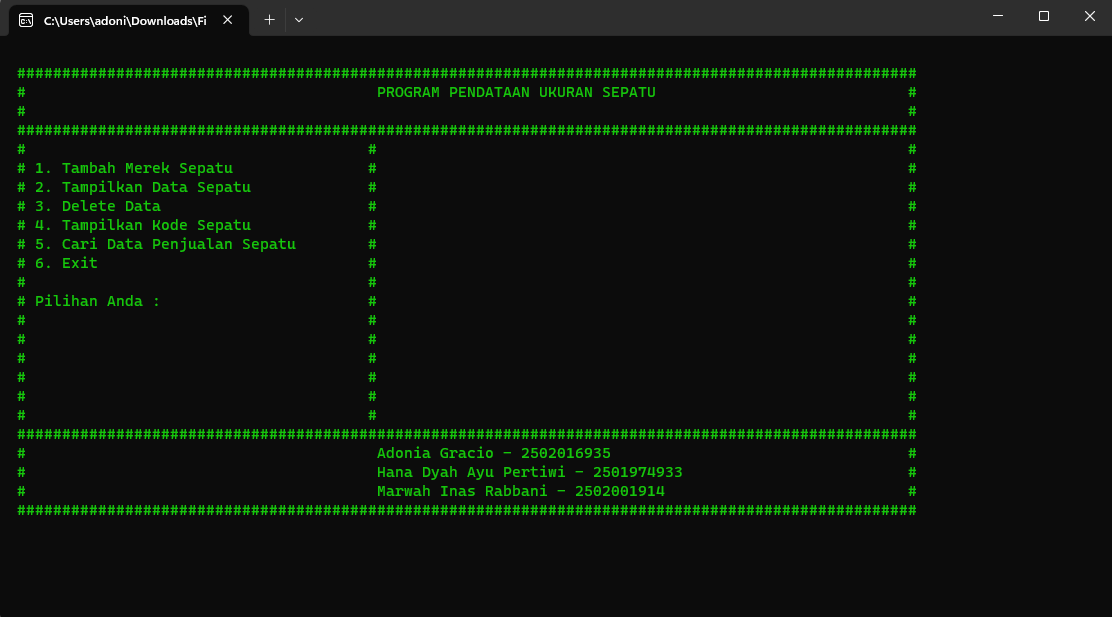 C:\Users\adoni\Downloads\Fi
####################################################################################################
# PROGRAM PENDATAAN UKURAN SEPATU #
# #
####################################################################################################
# # #
# 1. Tambah Merek Sepatu # #
# 2. Tampilkan Data Sepatu # #
# 3. Delete Data # #
# 4. Tampilkan Kode Sepatu # #
# 5. Cari Data Penjualan Sepatu # #
# 6. Exit # #
# # #
# Pilihan Anda : # #
# # #
# # #
# # #
# # #
# # #
# # #
####################################################################################################
# Adonia Gracio - 2502016935 #
# Hana Dyah Ayu Pertiwi - 2501974933 #
# Marwah Inas Rabbani - 2502001914 #
####################################################################################################